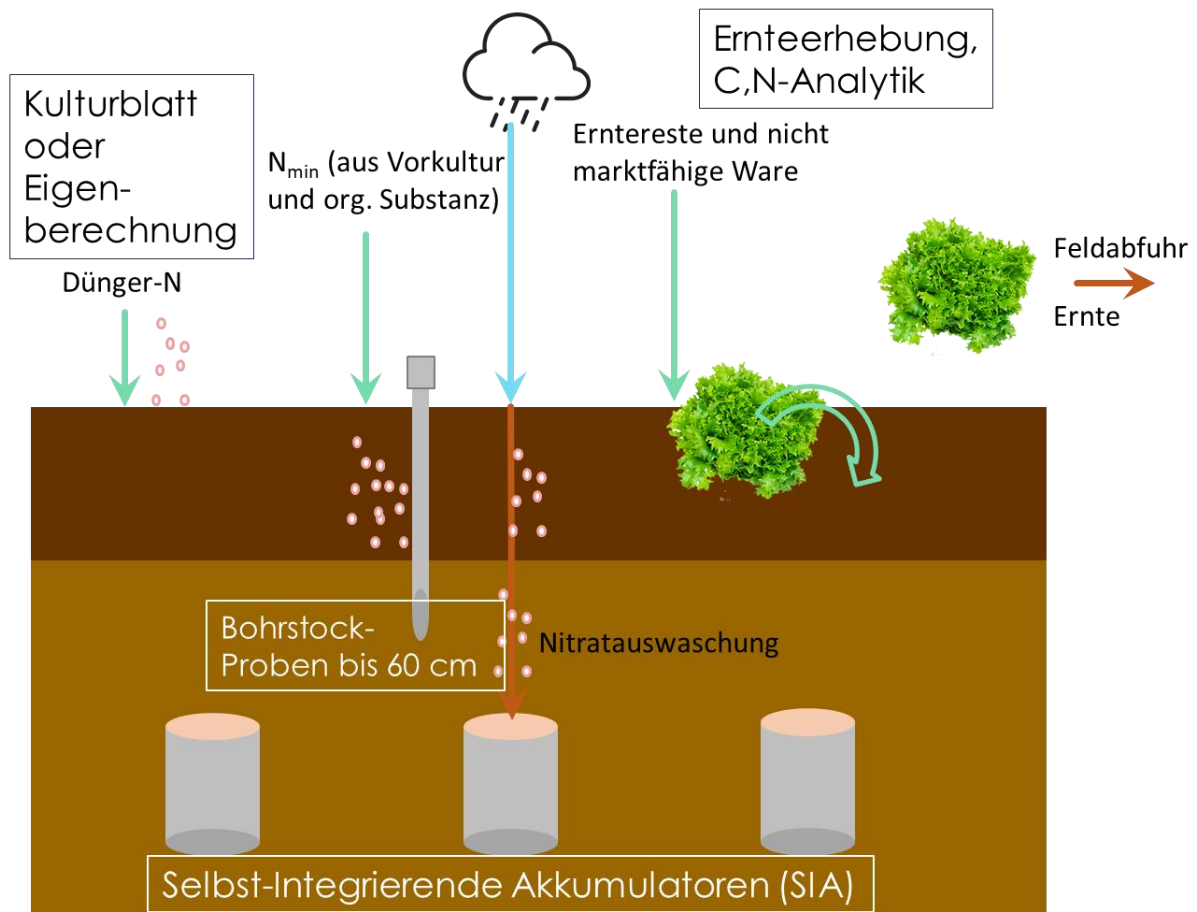 Kulturblatt
oder
Eigen-
berechnung
Dünger-N
Nmin (aus Vorkultur
und org. Substanz)
Ernteerhebung,
C,N-Analytik
Erntereste und nicht
marktfähige Ware
Feldabfuhr
Ernte
Bohrstock-
Proben bis 60 cm
Nitratauswaschung
Selbst-Integrierende Akkumulatoren (SIA)